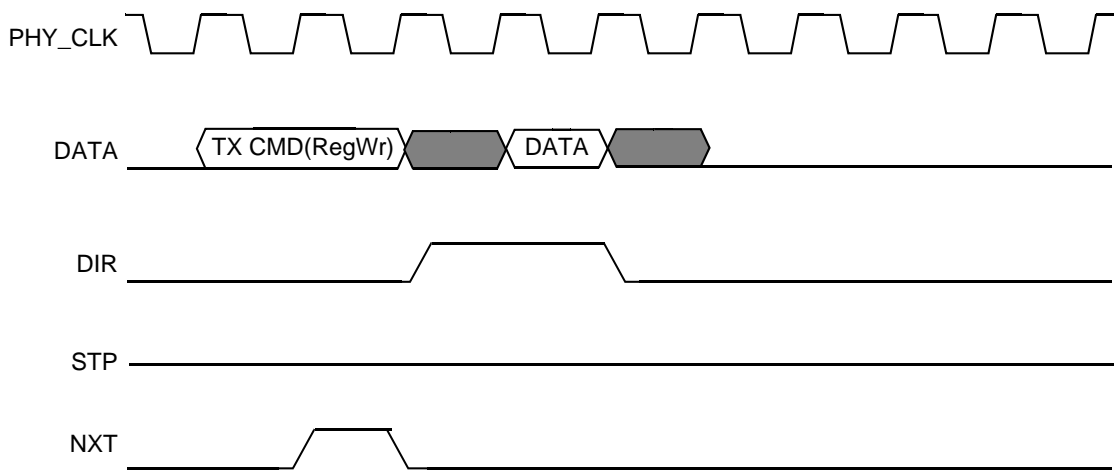 PHY_CLK
DATA
TX CMD(RegWr)
DATA
DIR
STP
NXT